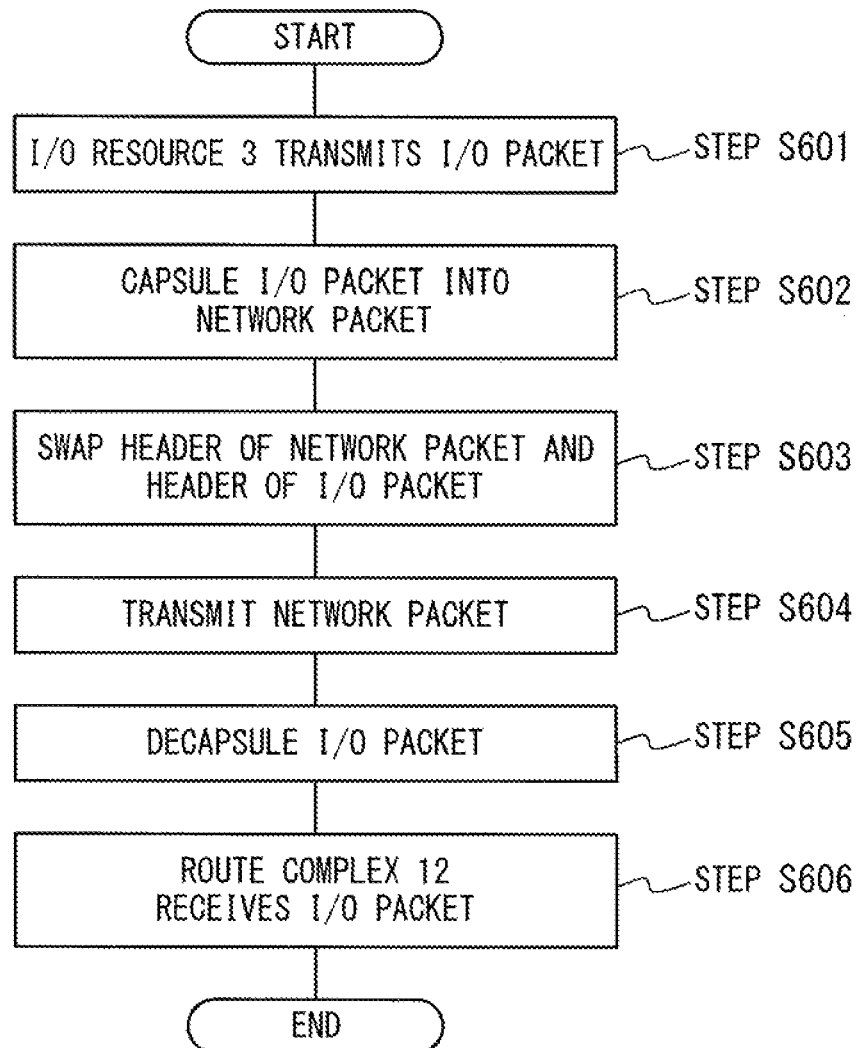 START
I/O RESOURCE 3 TRANSMITS I/O PACKET
STEP S601
CAPSULE I/O PACKET INTO
NETWORK PACKET
STEP S602
SWAP HEADER OF NETWORK PACKET AND
HEADER OF I/O PACKET
STEP S603
TRANSMIT NETWORK PACKET
STEP S604
DECAPSULE I/O PACKET
STEP S605
ROUTE COMPLEX 12
RECEIVES I/O PACKET
STEP S606
END